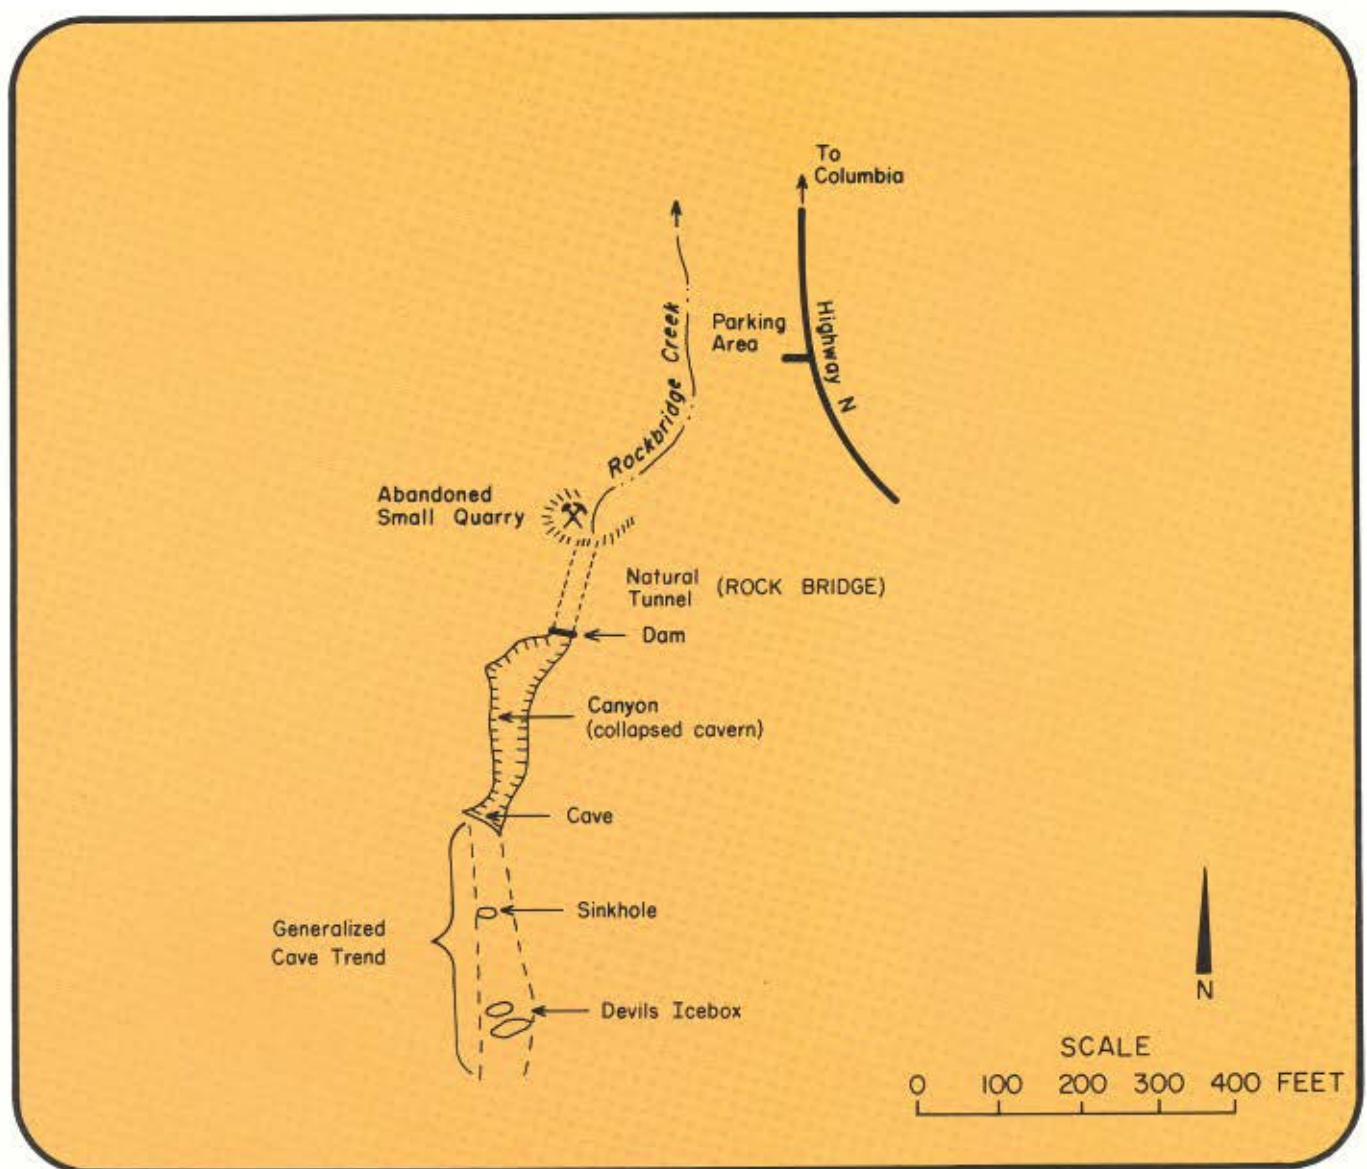 To
Columbia
Parking
Area
Highway N
Rockbridge Creek
Abandoned
Small Quarry
Natural
Tunnel (ROCK BRIDGE)
Dam
Canyon
(collapsed cavern)
Cave
Sinkhole
Generalized
Cave Trend
Devils Icebox
N
SCALE
0 100 200 300 400 FEET